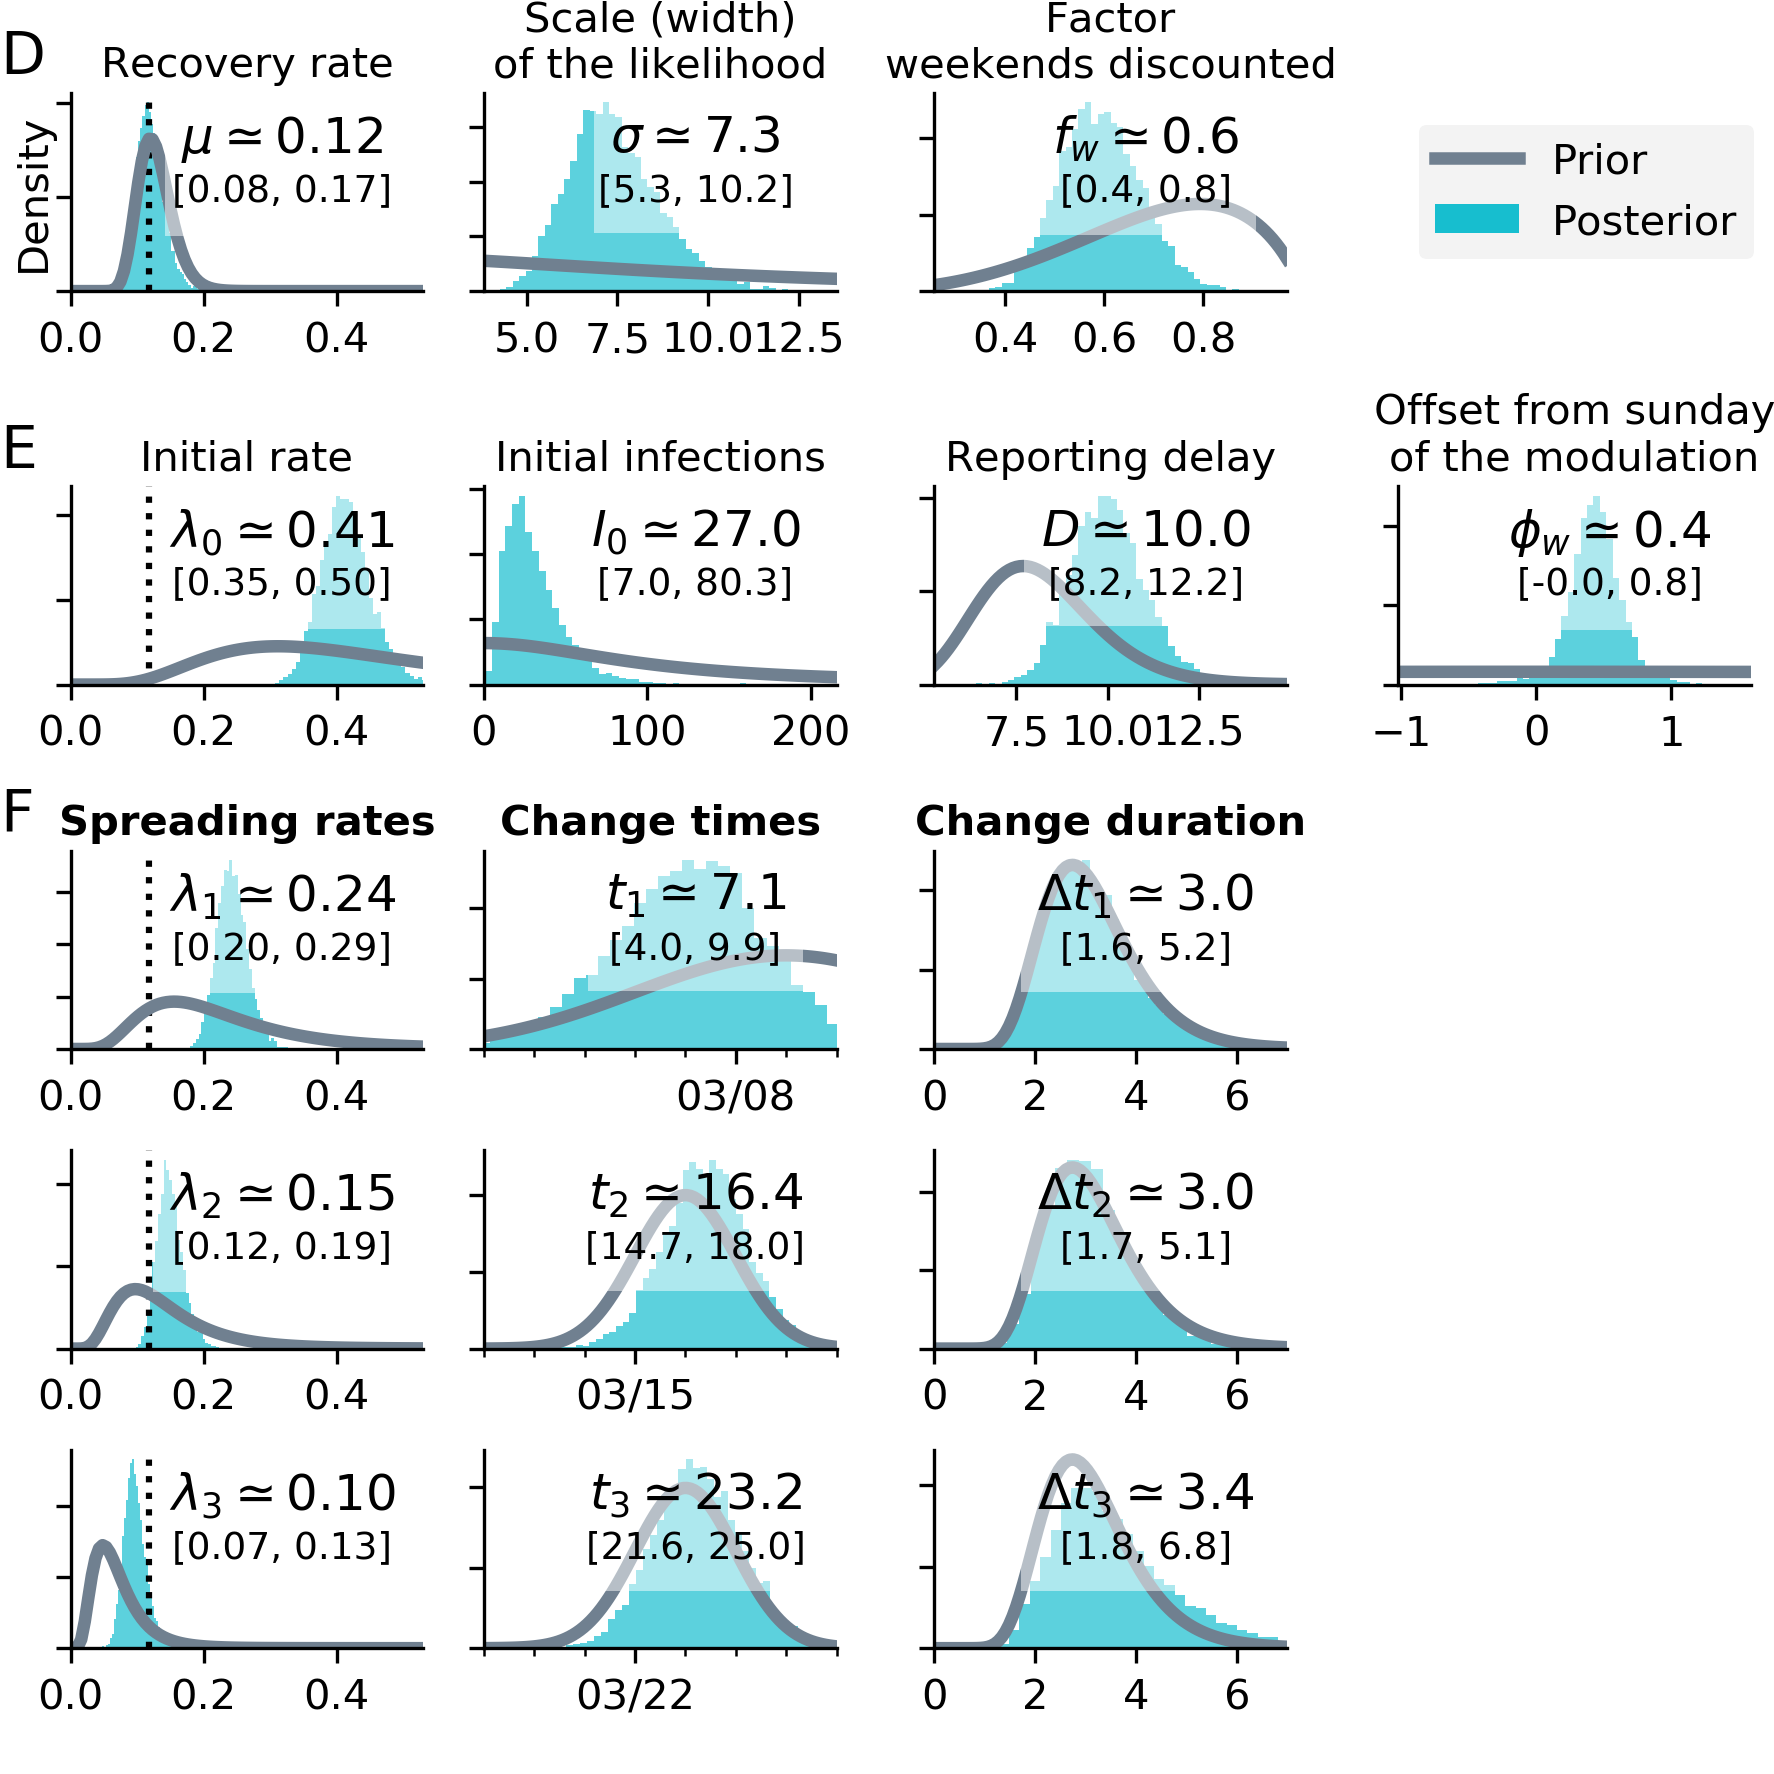 D
Recovery rate
Scale (width)
of the likelihood
Factor
weekends discounted
Density
μ ≃ 0.12
[0.08, 0.17]
0.0 0.2 0.4
σ ≃ 7.3
[5.3, 10.2]
5.0 7.5 10.0 12.5
f_w ≃ 0.6
[0.4, 0.8]
0.4 0.6 0.8
Prior
Posterior
E
Initial rate
λ₀ ≃ 0.41
[0.35, 0.50]
0.0 0.2 0.4
Initial infections
I₀ ≃ 27.0
[7.0, 80.3]
0 100 200
Reporting delay
D ≃ 10.0
[8.2, 12.2]
7.5 10.0 12.5
Offset from sunday
of the modulation
ϕ_w ≃ 0.4
[-0.0, 0.8]
−1 0 1
F
Spreading rates
Change times
Change duration
λ₁ ≃ 0.24
[0.20, 0.29]
0.0 0.2 0.4
t₁ ≃ 7.1
[4.0, 9.9]
03/08
Δt₁ ≃ 3.0
[1.6, 5.2]
0 2 4 6
λ₂ ≃ 0.15
[0.12, 0.19]
0.0 0.2 0.4
t₂ ≃ 16.4
[14.7, 18.0]
03/15
Δt₂ ≃ 3.0
[1.7, 5.1]
0 2 4 6
λ₃ ≃ 0.10
[0.07, 0.13]
0.0 0.2 0.4
t₃ ≃ 23.2
[21.6, 25.0]
03/22
Δt₃ ≃ 3.4
[1.8, 6.8]
0 2 4 6